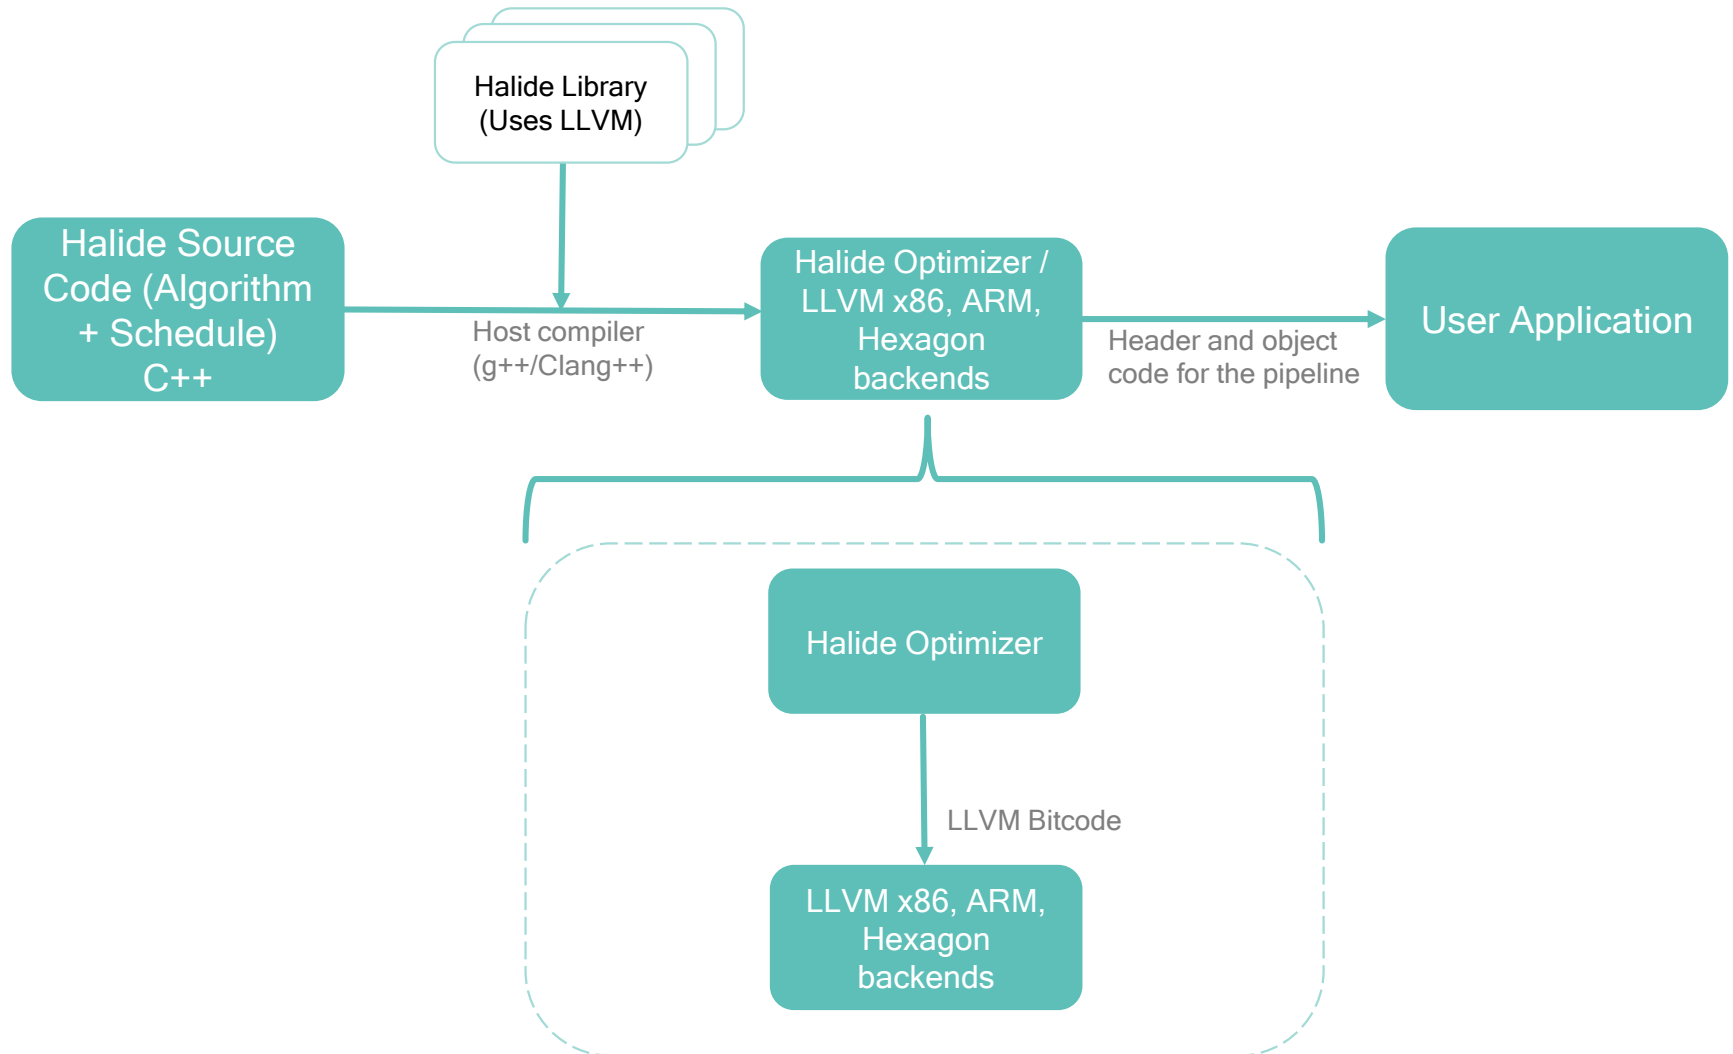 Halide Library
(Uses LLVM)
Halide Source
Code (Algorithm
+ Schedule)
C++
Host compiler
(g++/Clang++)
Halide Optimizer /
LLVM x86, ARM,
Hexagon
backends
Header and object
code for the pipeline
User Application
Halide Optimizer
LLVM Bitcode
LLVM x86, ARM,
Hexagon
backends